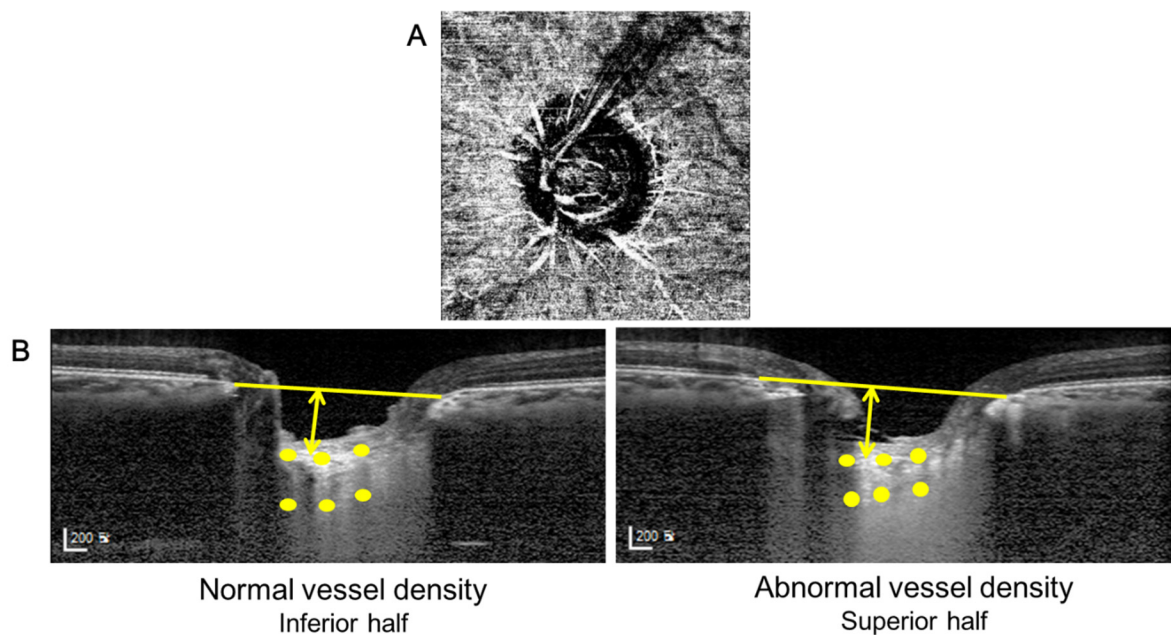 A
B
200
200
Normal vessel density
Inferior half
Abnormal vessel density
Superior half